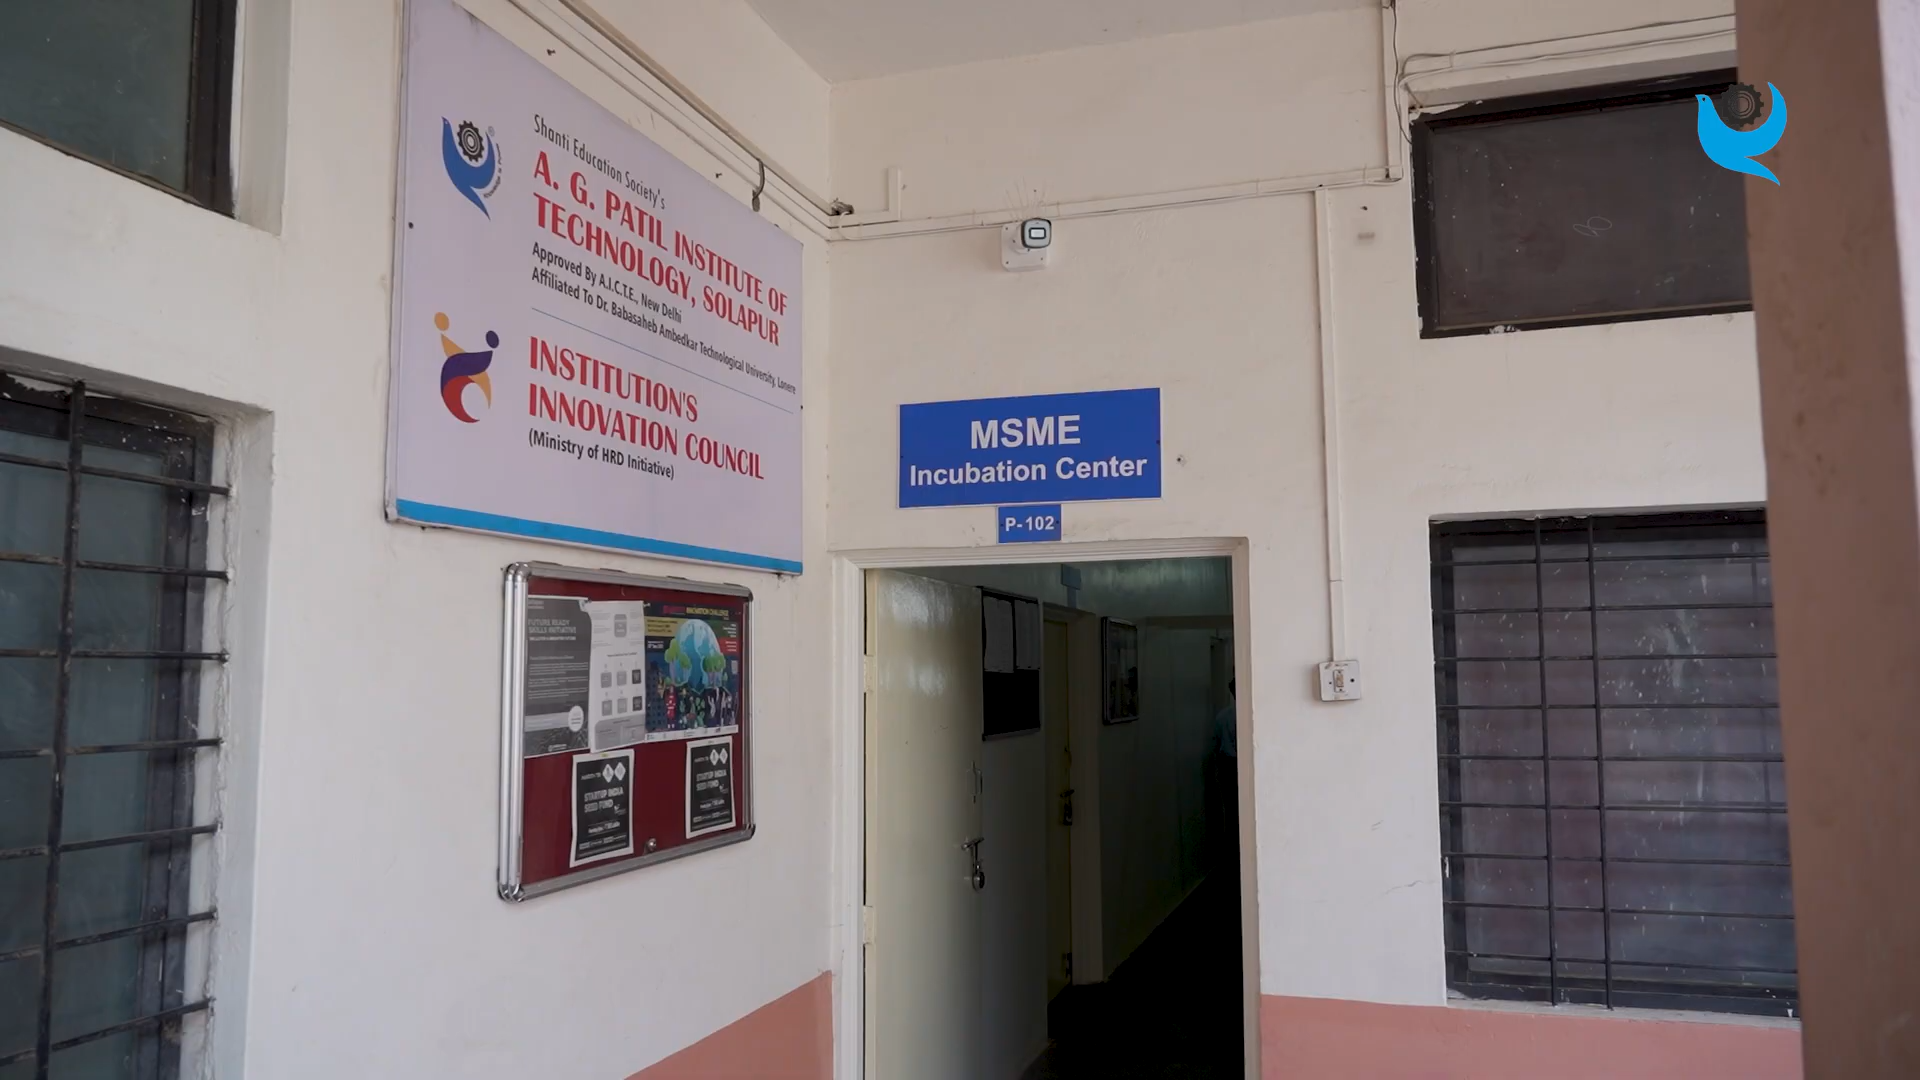 Shanti Education Society's
A. G. PATIL INSTITUTE OF
TECHNOLOGY, SOLAPUR
Approved By A.I.C.T.E., New Delhi
Affiliated To Dr. Babasaheb Ambedkar Technological University, Lonere
INSTITUTION'S
INNOVATION COUNCIL
(Ministry of HRD Initiative)
MSME
Incubation Center
P-102
FUTURE READY
SKILLS INITIATIVE
INNOVATION CHALLENGE
STARTUP INDIA
SEED FUND
STARTUP INDIA
SEED FUND